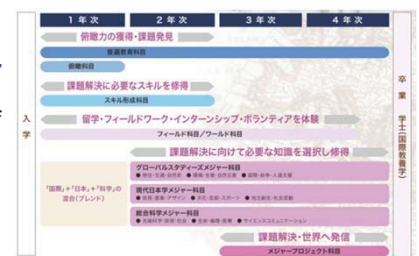 1年次 2年次 3年次 4年次
俯瞰力の獲得・課題発見
基盤教育科目
俯瞰科目
課題解決に必要なスキルを修得
スキル形成科目
留学・フィールドワーク・インターンシップ・ボランティアを体験
フィールド科目／ワールド科目
課題解決に向けて必要な知識を選択し修得
グローバルスタディーズメジャー科目
現代日本学メジャー科目
総合科学メジャー科目
「国際」+「日本」+「科学」の
混合(ブレンド)
課題解決・世界へ発信
メジャープロジェクト科目
入学
卒業
学士(国際教養学)